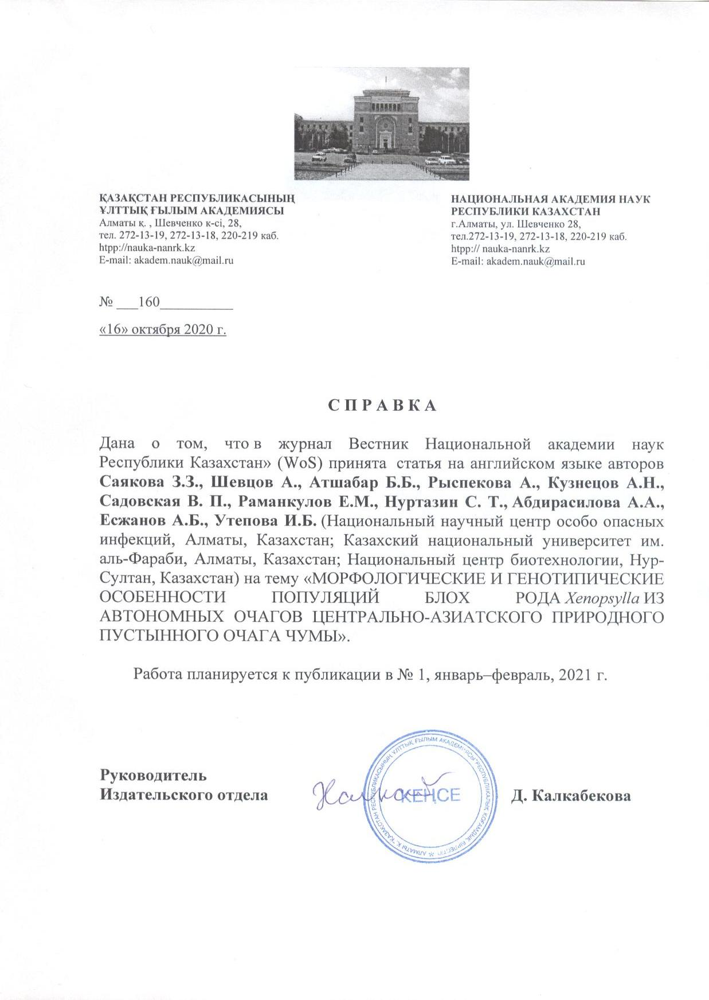 ҚАЗАҚСТАН РЕСПУБЛИКАСЫНЫҢ
ҰЛТТЫҚ ҒЫЛЫМ АКАДЕМИЯСЫ
Алматы қ. , Шевченко к-сі, 28,
тел. 272-13-19, 272-13-18, 220-219 каб.
htpp://nauka-nanrk.kz
E-mail: akadem.nauk@mail.ru
НАЦИОНАЛЬНАЯ АКАДЕМИЯ НАУК
РЕСПУБЛИКИ КАЗАХСТАН
г.Алматы, ул. Шевченко 28,
тел.272-13-19, 272-13-18, 220-219 каб.
htpp:// nauka-nanrk.kz
E-mail: akadem.nauk@mail.ru
№ ___160__________
«16» октября 2020 г.
С П Р А В К А
Дана о том, что в журнал Вестник Национальной академии наук
Республики Казахстан» (WoS) принята статья на английском языке авторов
Саякова З.З., Шевцов А., Атшабар Б.Б., Рыспекова А., Кузнецов А.Н.,
Садовская В. П., Раманкулов Е.М., Нуртазин С. Т., Абдирасилова А.А.,
Есжанов А.Б., Утепова И.Б. (Национальный научный центр особо опасных
инфекций, Алматы, Казахстан; Казахский национальный университет им.
аль-Фараби, Алматы, Казахстан; Национальный центр биотехнологии, Нур-
Султан, Казахстан) на тему «МОРФОЛОГИЧЕСКИЕ И ГЕНОТИПИЧЕСКИЕ
ОСОБЕННОСТИ ПОПУЛЯЦИЙ БЛОХ РОДА Xenopsylla ИЗ
АВТОНОМНЫХ ОЧАГОВ ЦЕНТРАЛЬНО-АЗИАТСКОГО ПРИРОДНОГО
ПУСТЫННОГО ОЧАГА ЧУМЫ».
Работа планируется к публикации в № 1, январь–февраль, 2021 г.
Руководитель
Издательского отдела
Д. Калкабекова
КЕҢСЕ
"ҚАЗАҚСТАН РЕСПУБЛИКАСЫНЫҢ ҰЛТТЫҚ ҒЫЛЫМ АКАДЕМИЯСЫ" РЕСПУБЛИКАЛЫҚ ҚОҒАМДЫҚ БІРЛЕСТІГІ * АЛМАТЫ Қ.